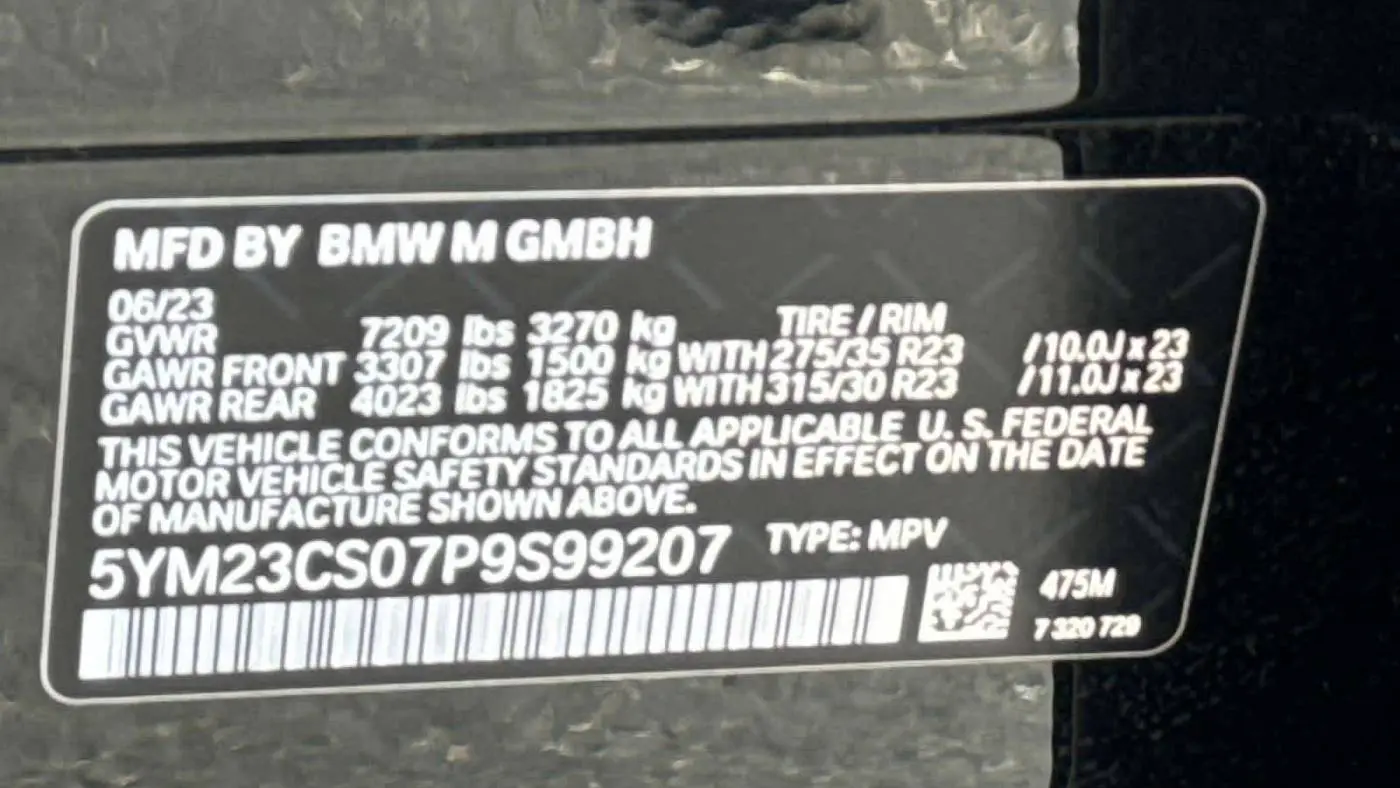 MFD BY BMW M GMBH
06/23
GVWR 7209 lbs 3270 kg TIRE / RIM
GAWR FRONT 3307 lbs 1500 kg WITH 275/35 R23 /10.0J x 23
GAWR REAR 4023 lbs 1825 kg WITH 315/30 R23 /11.0J x 23
THIS VEHICLE CONFORMS TO ALL APPLICABLE U. S. FEDERAL
MOTOR VEHICLE SAFETY STANDARDS IN EFFECT ON THE DATE
OF MANUFACTURE SHOWN ABOVE.
5YM23CS07P9S99207 TYPE: MPV
475M
7 320 729